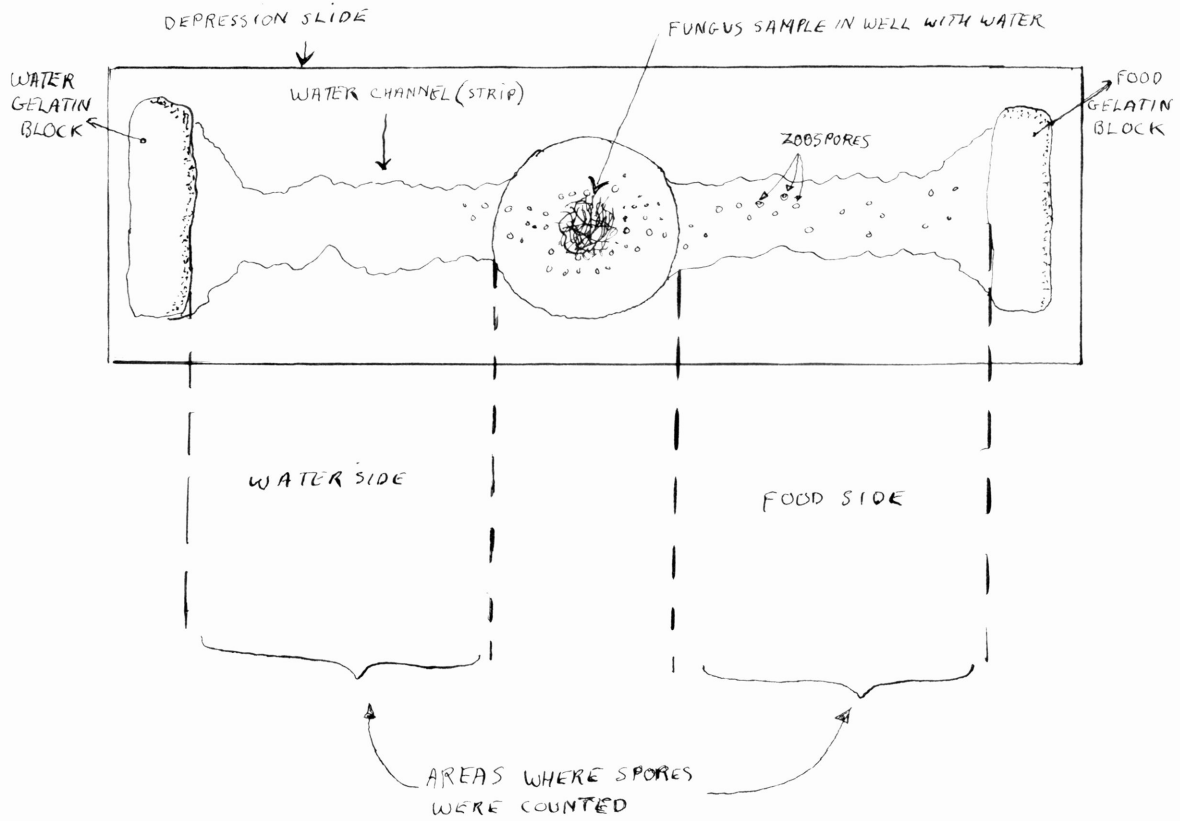 DEPRESSION SLIDE
FUNGUS SAMPLE IN WELL WITH WATER
WATER
GELATIN
BLOCK
WATER CHANNEL (STRIP)
ZOOSPORES
FOOD
GELATIN
BLOCK
WATER SIDE
FOOD SIDE
AREAS WHERE SPORES
WERE COUNTED